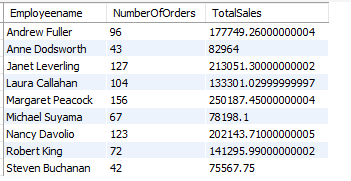 Employeename NumberOfOrders TotalSales
Andrew Fuller 96 177749.26000000004
Anne Dodsworth 43 82964
Janet Leverling 127 213051.30000000002
Laura Callahan 104 133301.02999999997
Margaret Peacock 156 250187.45000000004
Michael Suyama 67 78198.1
Nancy Davolio 123 202143.71000000005
Robert King 72 141295.99000000002
Steven Buchanan 42 75567.75